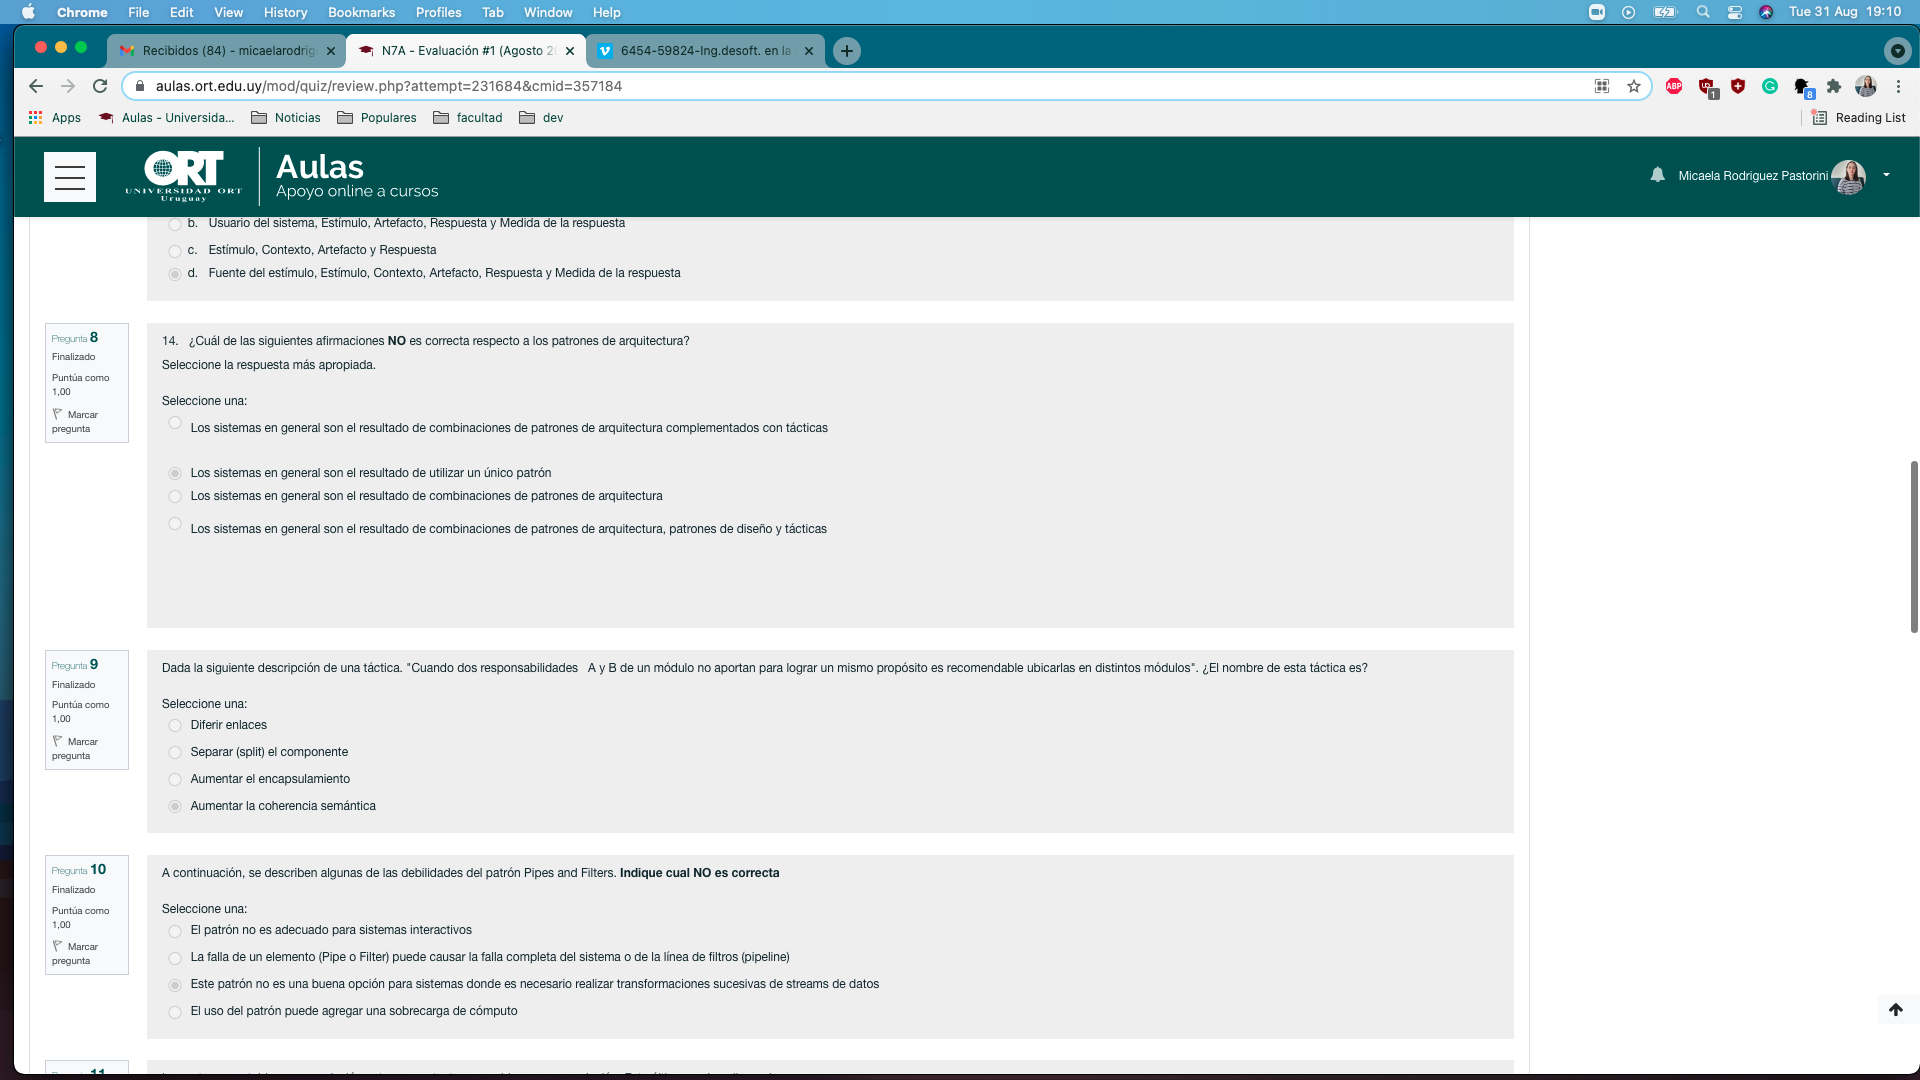 Chrome File Edit View History Bookmarks Profiles Tab Window Help Tue 31 Aug 19:10
Recibidos (84) - micaelarodrig N7A - Evaluación #1 (Agosto 2 6454-59824-Ing.desoft. en la
aulas.ort.edu.uy/mod/quiz/review.php?attempt=231684&cmid=357184 ABP 1 8
Apps Aulas - Universida... Noticias Populares facultad dev Reading List
ORT
UNIVERSIDAD ORT
Uruguay
Aulas
Apoyo online a cursos
Micaela Rodriguez Pastorini
b. Usuario del sistema, Estímulo, Artefacto, Respuesta y Medida de la respuesta
c. Estímulo, Contexto, Artefacto y Respuesta
d. Fuente del estímulo, Estímulo, Contexto, Artefacto, Respuesta y Medida de la respuesta
Pregunta 8
Finalizado
Puntúa como
1,00
Marcar
pregunta
14. ¿Cuál de las siguientes afirmaciones NO es correcta respecto a los patrones de arquitectura?
Seleccione la respuesta más apropiada.
Seleccione una:
Los sistemas en general son el resultado de combinaciones de patrones de arquitectura complementados con tácticas
Los sistemas en general son el resultado de utilizar un único patrón
Los sistemas en general son el resultado de combinaciones de patrones de arquitectura
Los sistemas en general son el resultado de combinaciones de patrones de arquitectura, patrones de diseño y tácticas
Pregunta 9
Finalizado
Puntúa como
1,00
Marcar
pregunta
Dada la siguiente descripción de una táctica. "Cuando dos responsabilidades A y B de un módulo no aportan para lograr un mismo propósito es recomendable ubicarlas en distintos módulos". ¿El nombre de esta táctica es?
Seleccione una:
Diferir enlaces
Separar (split) el componente
Aumentar el encapsulamiento
Aumentar la coherencia semántica
Pregunta 10
Finalizado
Puntúa como
1,00
Marcar
pregunta
A continuación, se describen algunas de las debilidades del patrón Pipes and Filters. Indique cual NO es correcta
Seleccione una:
El patrón no es adecuado para sistemas interactivos
La falla de un elemento (Pipe o Filter) puede causar la falla completa del sistema o de la línea de filtros (pipeline)
Este patrón no es una buena opción para sistemas donde es necesario realizar transformaciones sucesivas de streams de datos
El uso del patrón puede agregar una sobrecarga de cómputo
11